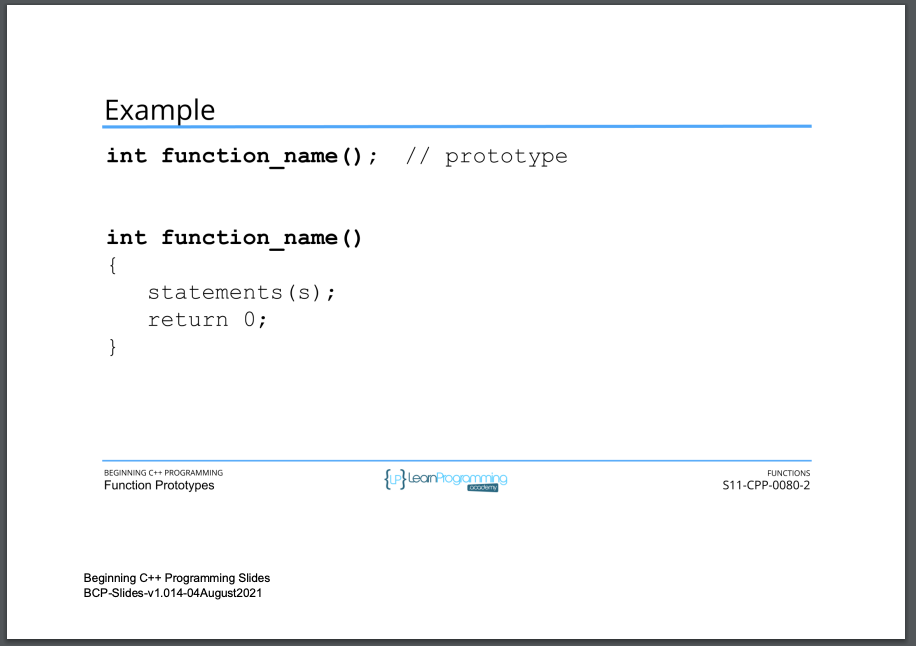 Example
int function_name();  // prototype
int function_name()
{
   statements(s);
   return 0;
}
BEGINNING C++ PROGRAMMING
Function Prototypes
{LP}LearnProgramming
academy
FUNCTIONS
S11-CPP-0080-2
Beginning C++ Programming Slides
BCP-Slides-v1.014-04August2021